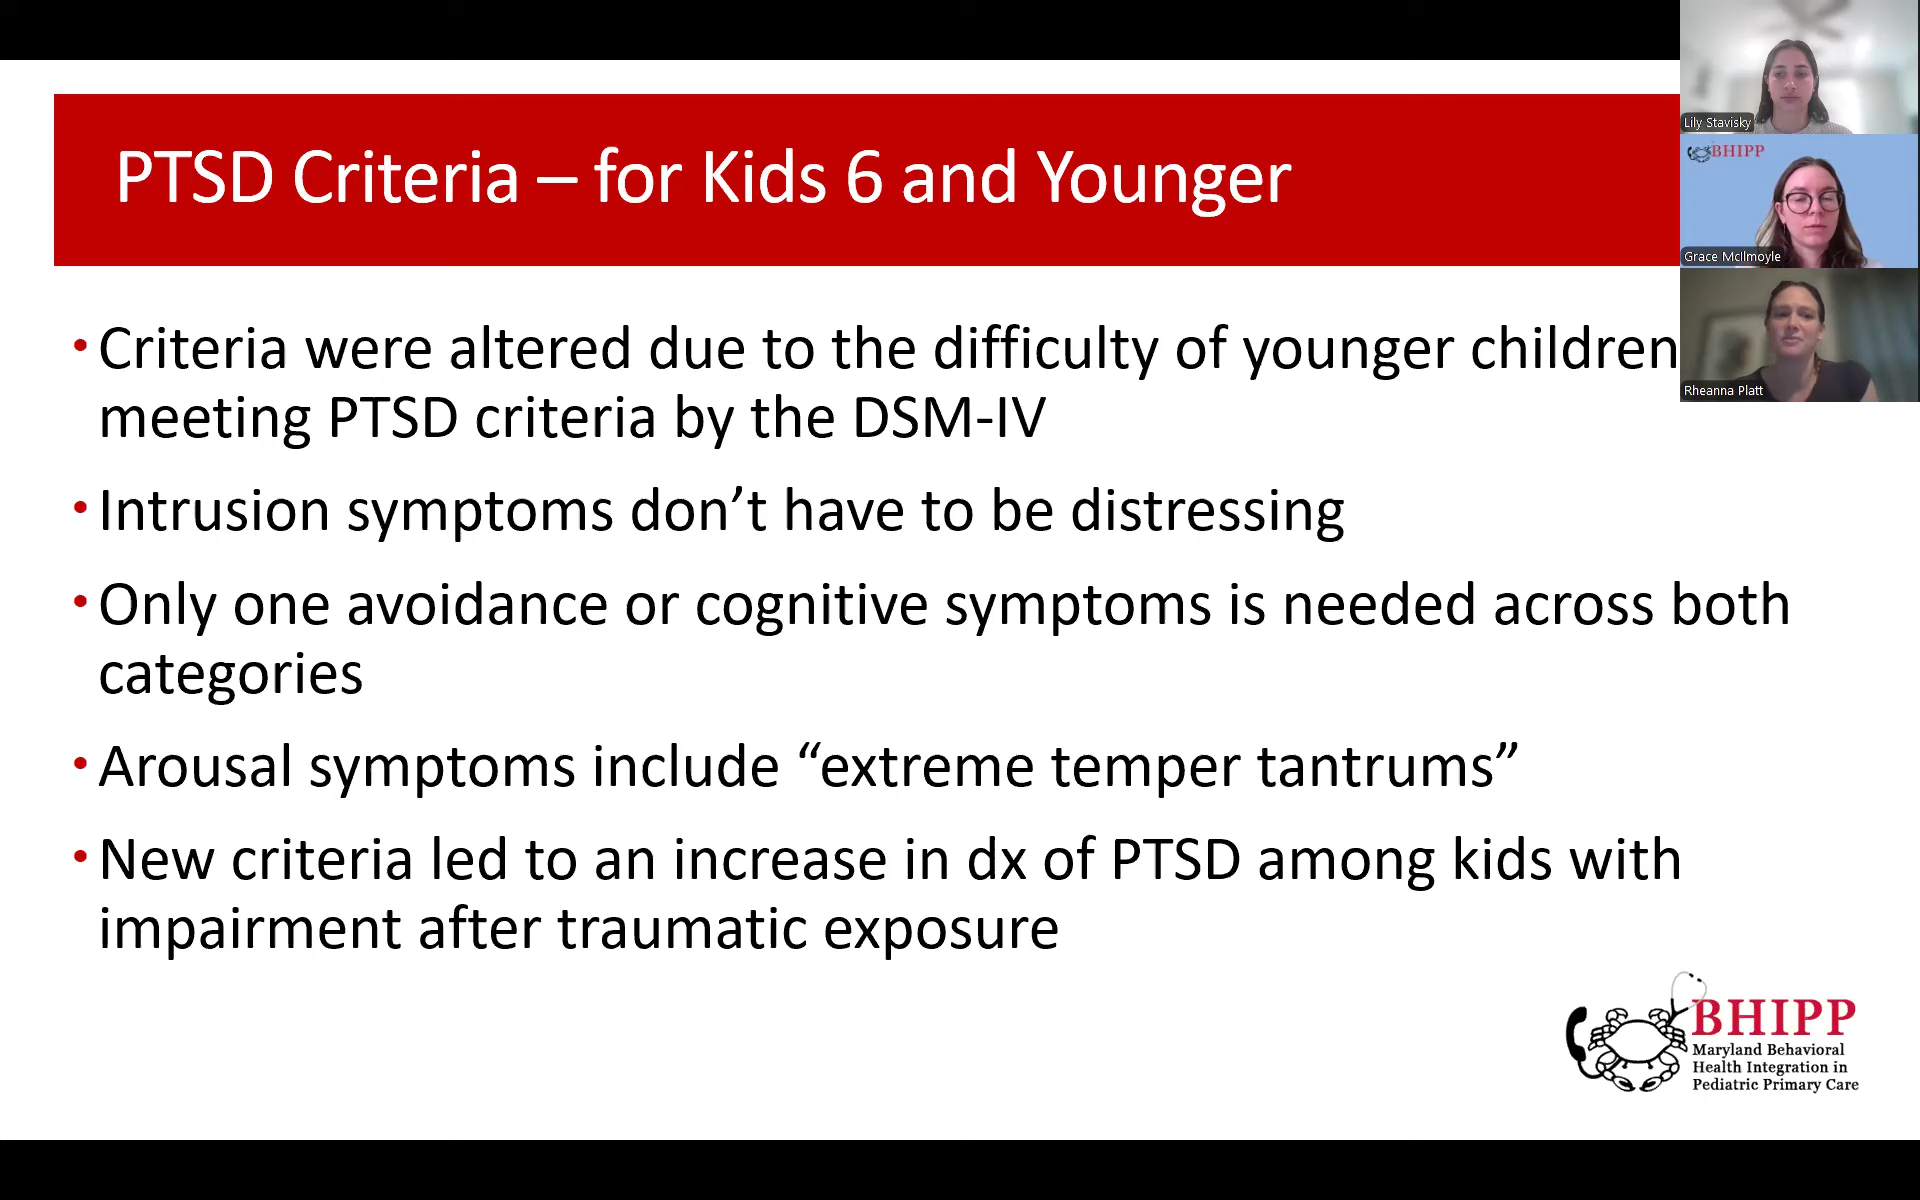 PTSD Criteria – for Kids 6 and Younger
• Criteria were altered due to the difficulty of younger children
meeting PTSD criteria by the DSM-IV
• Intrusion symptoms don’t have to be distressing
• Only one avoidance or cognitive symptoms is needed across both
categories
• Arousal symptoms include “extreme temper tantrums”
• New criteria led to an increase in dx of PTSD among kids with
impairment after traumatic exposure
Lily Stavisky
BHIPP
Grace McIlmoyle
Rheanna Platt
BHIPP
Maryland Behavioral
Health Integration in
Pediatric Primary Care